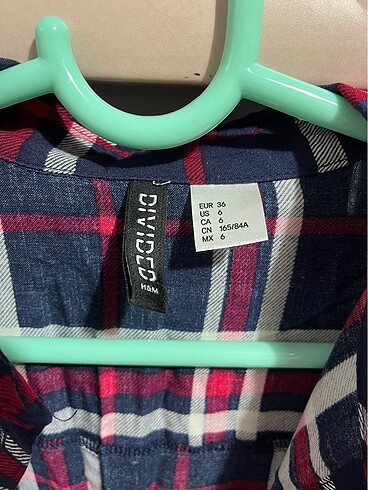 DIVIDED
H&M
EUR 36
US 6
CA 6
CN 165/84A
MX 6